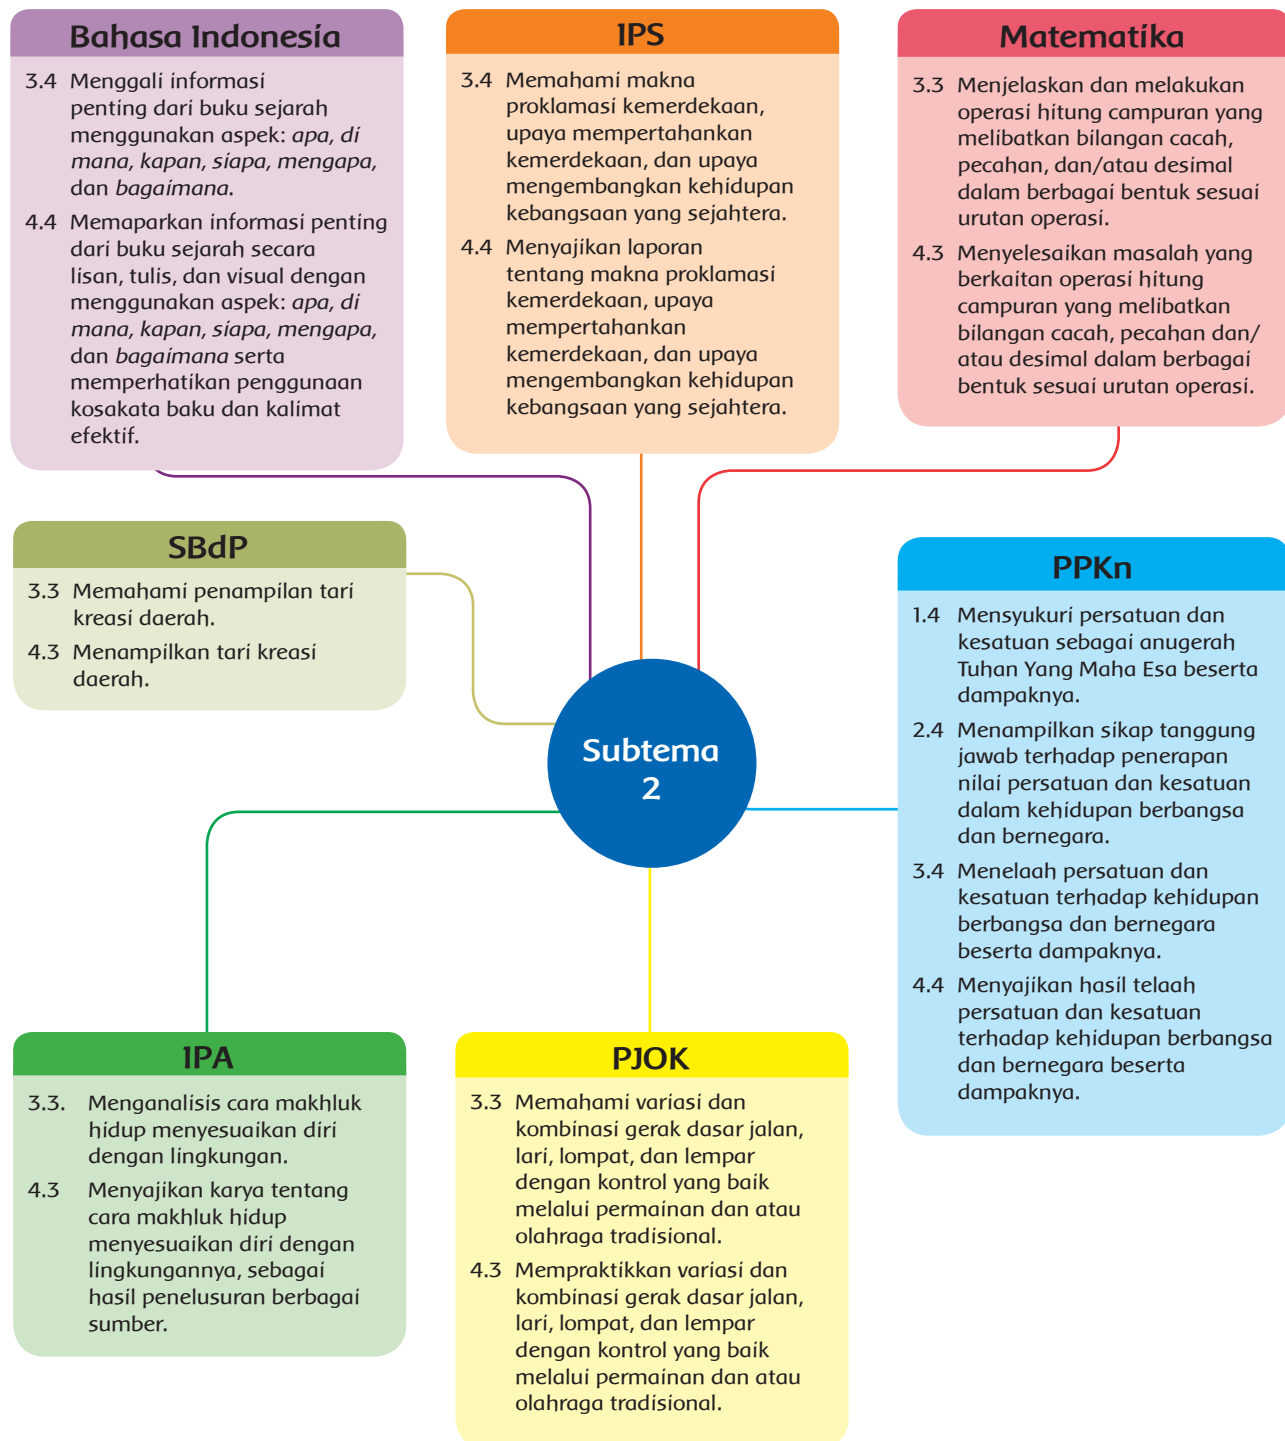 Bahasa Indonesia
3.4 Menggali informasi
penting dari buku sejarah
menggunakan aspek: apa, di
mana, kapan, siapa, mengapa,
dan bagaimana.
4.4 Memaparkan informasi penting
dari buku sejarah secara
lisan, tulis, dan visual dengan
menggunakan aspek: apa, di
mana, kapan, siapa, mengapa,
dan bagaimana serta
memperhatikan penggunaan
kosakata baku dan kalimat
efektif.
IPS
3.4 Memahami makna
proklamasi kemerdekaan,
upaya mempertahankan
kemerdekaan, dan upaya
mengembangkan kehidupan
kebangsaan yang sejahtera.
4.4 Menyajikan laporan
tentang makna proklamasi
kemerdekaan, upaya
mempertahankan
kemerdekaan, dan upaya
mengembangkan kehidupan
kebangsaan yang sejahtera.
Matematika
3.3 Menjelaskan dan melakukan
operasi hitung campuran yang
melibatkan bilangan cacah,
pecahan, dan/atau desimal
dalam berbagai bentuk sesuai
urutan operasi.
4.3 Menyelesaikan masalah yang
berkaitan operasi hitung
campuran yang melibatkan
bilangan cacah, pecahan dan/
atau desimal dalam berbagai
bentuk sesuai urutan operasi.
SBdP
3.3 Memahami penampilan tari
kreasi daerah.
4.3 Menampilkan tari kreasi
daerah.
Subtema
2
PPKn
1.4 Mensyukuri persatuan dan
kesatuan sebagai anugerah
Tuhan Yang Maha Esa beserta
dampaknya.
2.4 Menampilkan sikap tanggung
jawab terhadap penerapan
nilai persatuan dan kesatuan
dalam kehidupan berbangsa
dan bernegara.
3.4 Menelaah persatuan dan
kesatuan terhadap kehidupan
berbangsa dan bernegara
beserta dampaknya.
4.4 Menyajikan hasil telaah
persatuan dan kesatuan
terhadap kehidupan berbangsa
dan bernegara beserta
dampaknya.
IPA
3.3. Menganalisis cara makhluk
hidup menyesuaikan diri
dengan lingkungan.
4.3 Menyajikan karya tentang
cara makhluk hidup
menyesuaikan diri dengan
lingkungannya, sebagai
hasil penelusuran berbagai
sumber.
PJOK
3.3 Memahami variasi dan
kombinasi gerak dasar jalan,
lari, lompat, dan lempar
dengan kontrol yang baik
melalui permainan dan atau
olahraga tradisional.
4.3 Mempraktikkan variasi dan
kombinasi gerak dasar jalan,
lari, lompat, dan lempar
dengan kontrol yang baik
melalui permainan dan atau
olahraga tradisional.